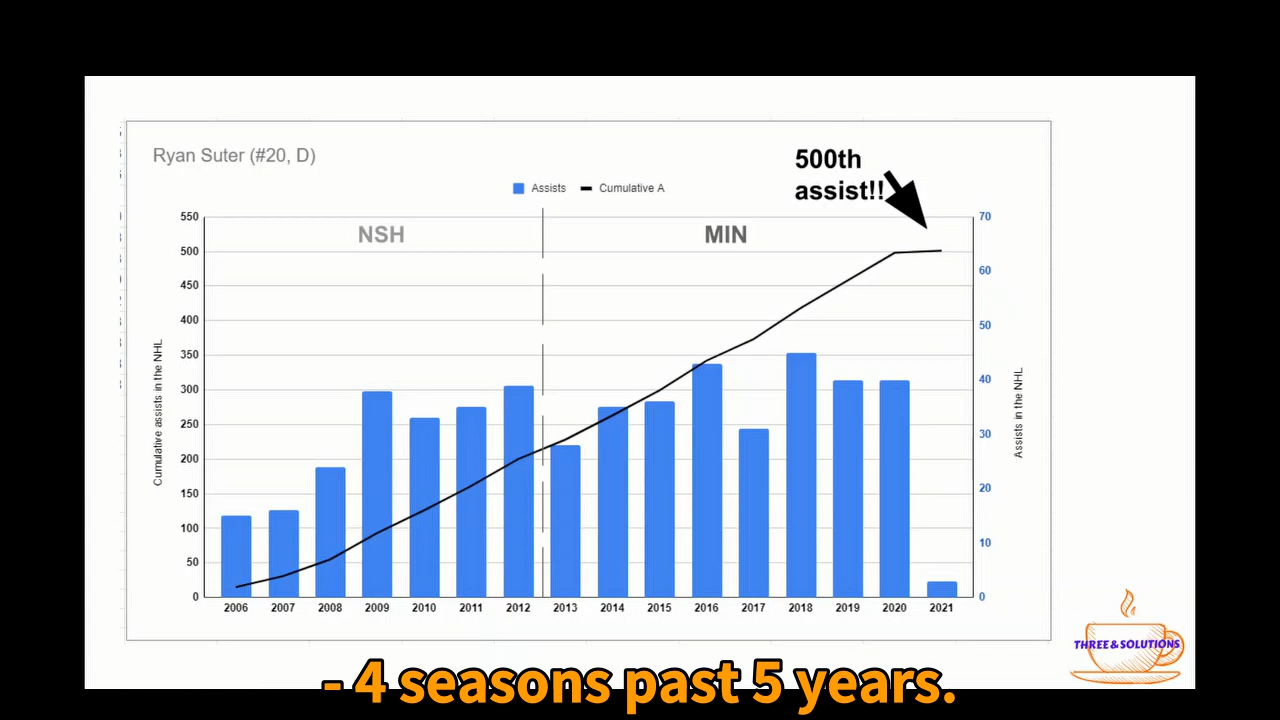 Ryan Suter (#20, D)
500th
assist!!
Assists
Cumulative A
NSH
MIN
550
500
450
400
350
300
250
200
150
100
50
0
70
60
50
40
30
20
10
0
Cumulative assists in the NHL
Assists in the NHL
2006 2007 2008 2009 2010 2011 2012 2013 2014 2015 2016 2017 2018 2019 2020 2021
THREE & SOLUTIONS
- 4 seasons past 5 years.